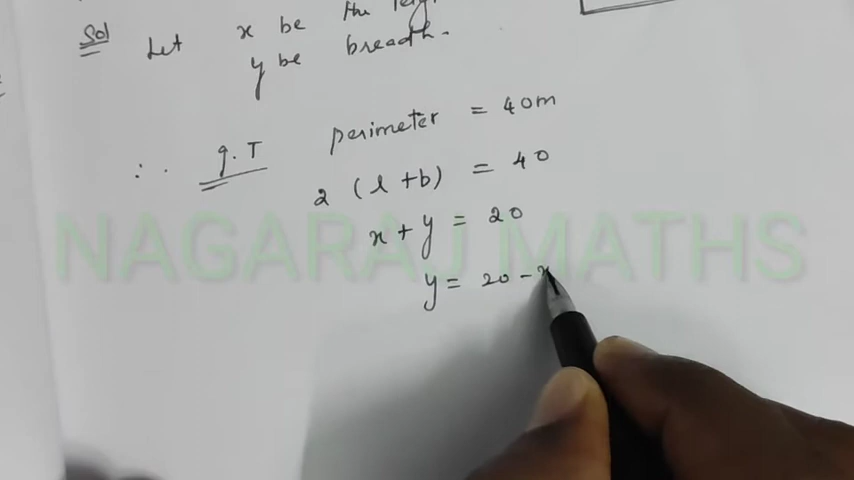 Sol Let x be the
y be breadth.
∴ g.T perimeter = 40m
2 (l+b) = 40
x + y = 20
y = 20 - x
NAGARAJ MATHS